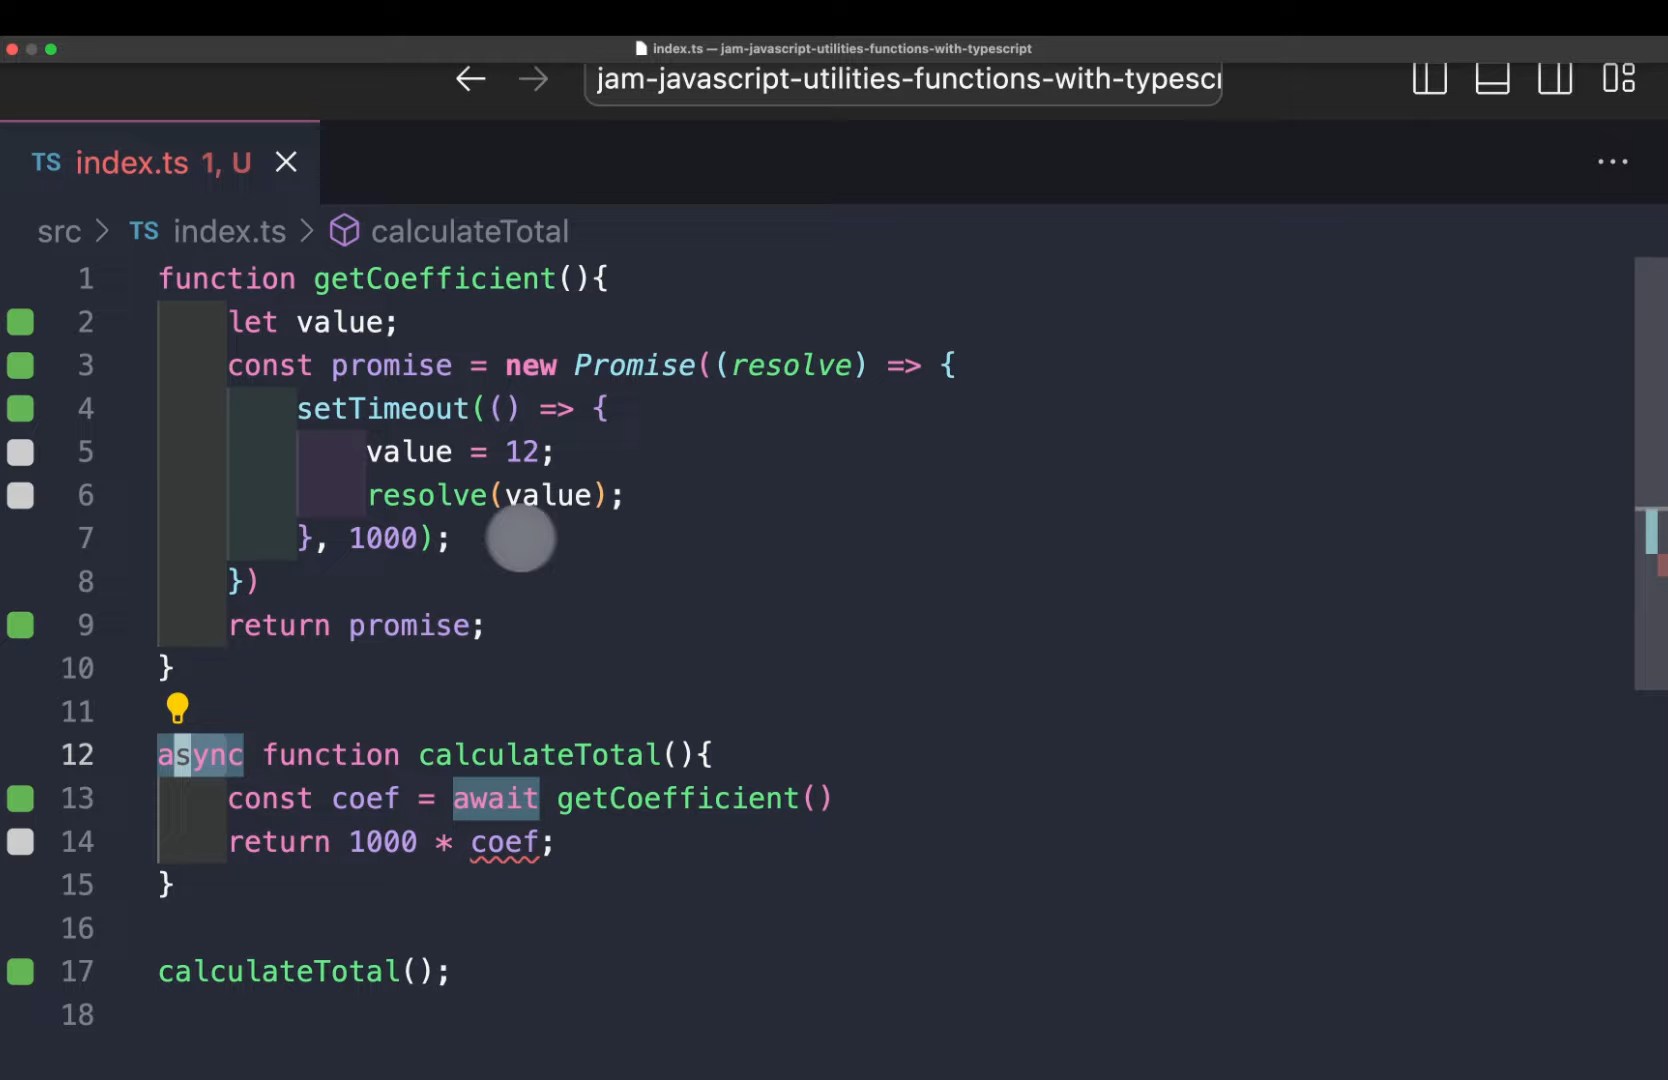 index.ts — jam-javascript-utilities-functions-with-typescript
← → jam-javascript-utilities-functions-with-typescr
TS index.ts 1, U ×
...
src > TS index.ts > calculateTotal
1 function getCoefficient(){
2 let value;
3 const promise = new Promise((resolve) => {
4 setTimeout(() => {
5 value = 12;
6 resolve(value);
7 }, 1000);
8 })
9 return promise;
10 }
11
12 async function calculateTotal(){
13 const coef = await getCoefficient()
14 return 1000 * coef;
15 }
16
17 calculateTotal();
18